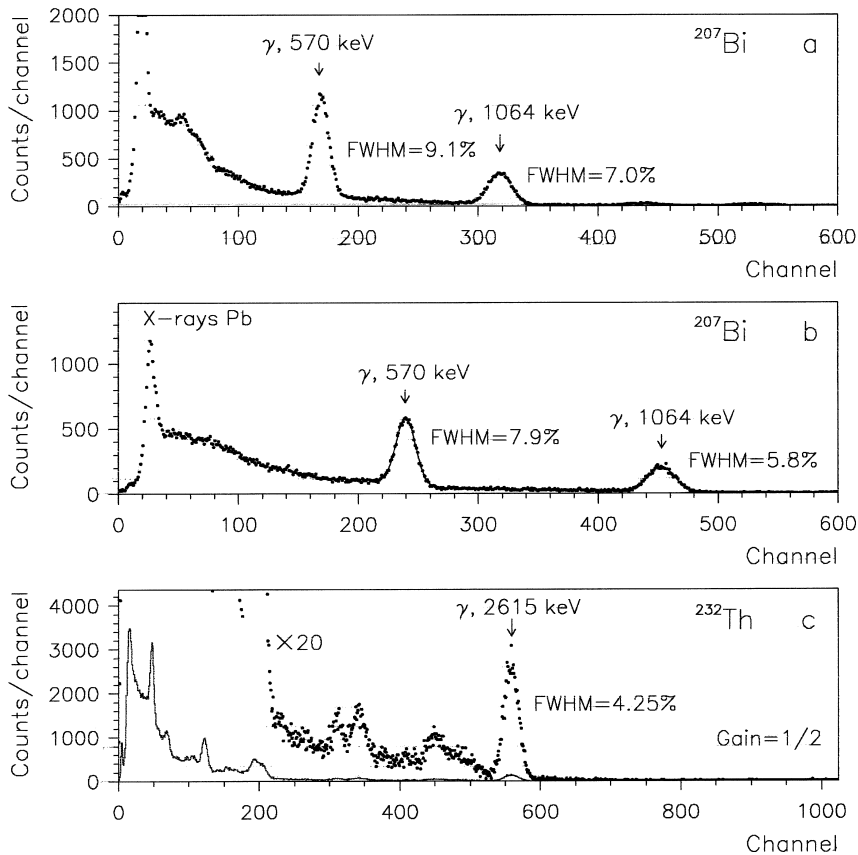 Counts/channel
2000
1500
1000
500
0
γ, 570 keV
²⁰⁷Bi a
γ, 1064 keV
FWHM=9.1%
FWHM=7.0%
0 100 200 300 400 500 600
Channel
Counts/channel
1000
500
0
X-rays Pb
²⁰⁷Bi b
γ, 570 keV
γ, 1064 keV
FWHM=7.9%
FWHM=5.8%
0 100 200 300 400 500 600
Channel
Counts/channel
4000
3000
2000
1000
0
γ, 2615 keV
²³²Th c
×20
FWHM=4.25%
Gain=1/2
0 200 400 600 800 1000
Channel